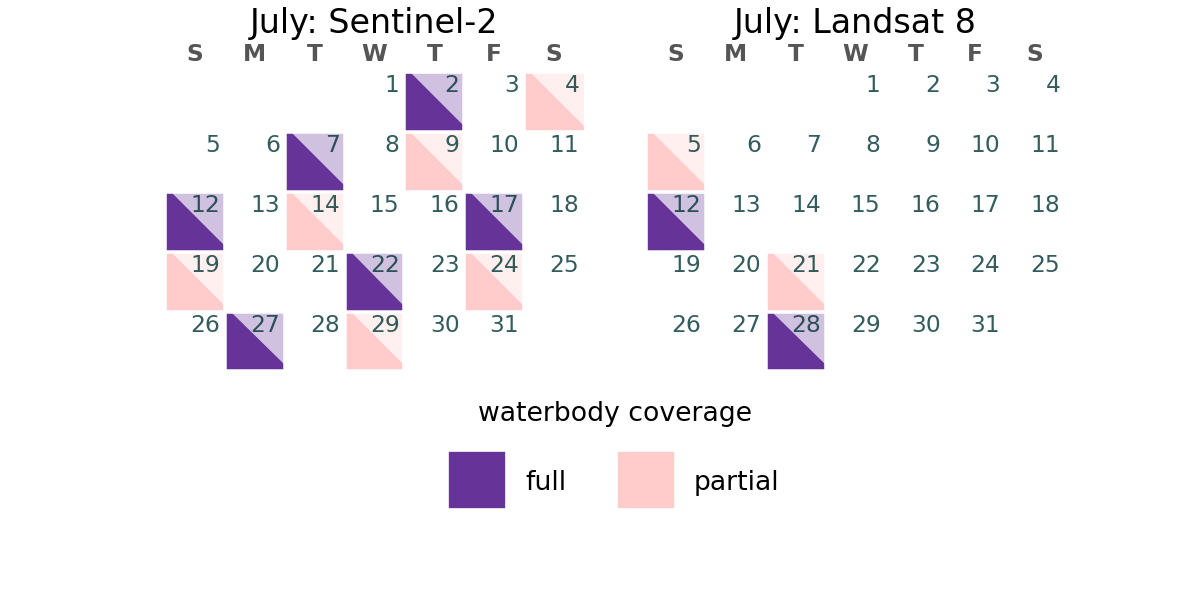 July: Sentinel-2
S M T W T F S
1 2 3 4
5 6 7 8 9 10 11
12 13 14 15 16 17 18
19 20 21 22 23 24 25
26 27 28 29 30 31
July: Landsat 8
S M T W T F S
1 2 3 4
5 6 7 8 9 10 11
12 13 14 15 16 17 18
19 20 21 22 23 24 25
26 27 28 29 30 31
waterbody coverage
full partial